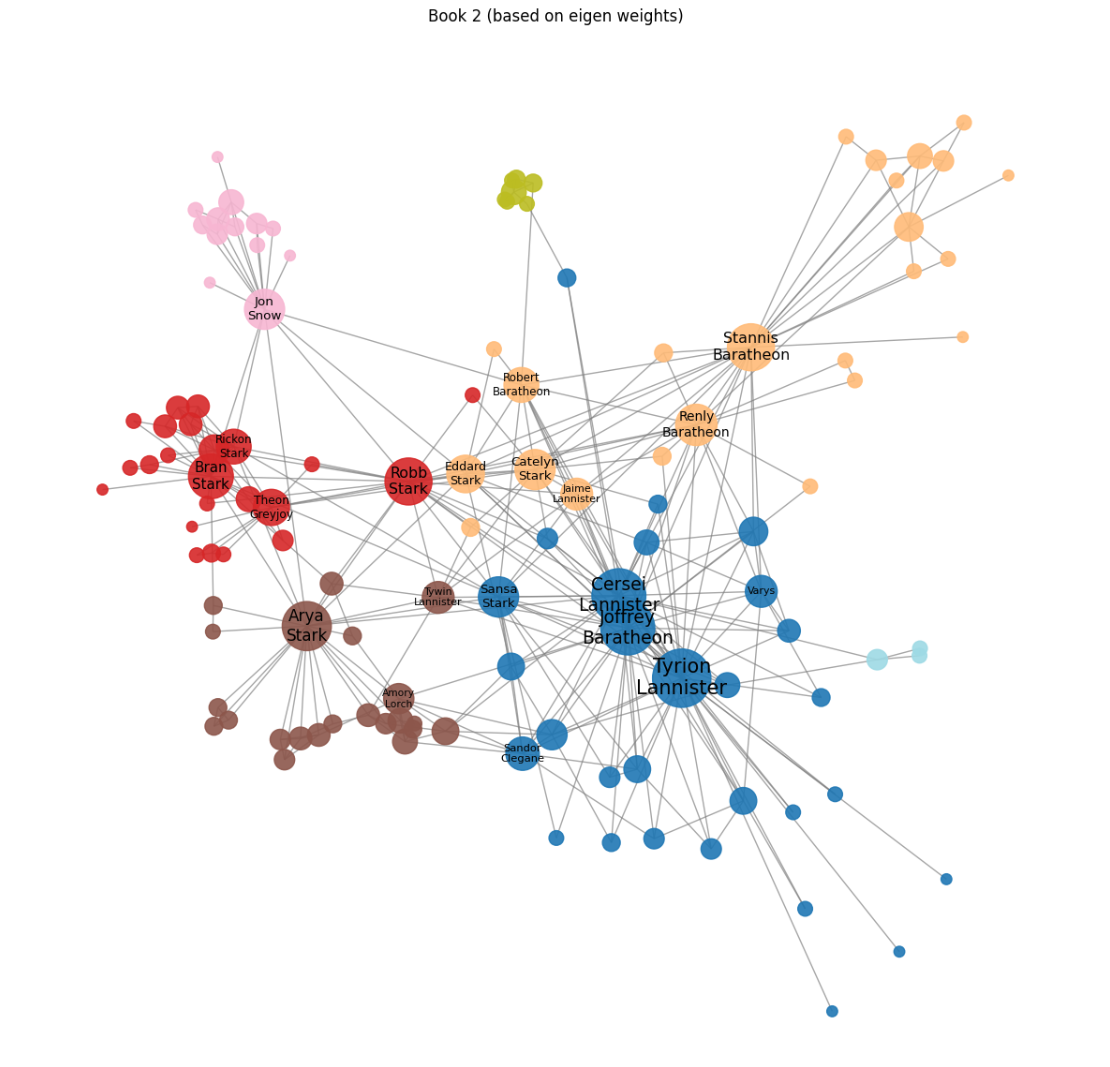 Book 2 (based on eigen weights)
Jon
Snow
Stannis
Baratheon
Robert
Baratheon
Renly
Baratheon
Rickon
Stark
Bran
Stark
Theon
Greyjoy
Robb
Stark
Eddard
Stark
Catelyn
Stark
Jaime
Lannister
Arya
Stark
Tywin
Lannister
Sansa
Stark
Cersei
Lannister
Joffrey
Baratheon
Varys
Tyrion
Lannister
Amory
Lorch
Sandor
Clegane